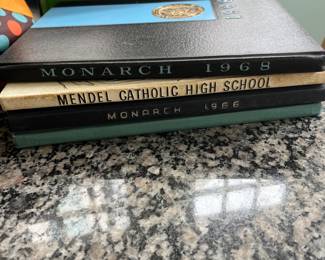 MONARCH 1968
MENDEL CATHOLIC HIGH SCHOOL
MONARCH 1966